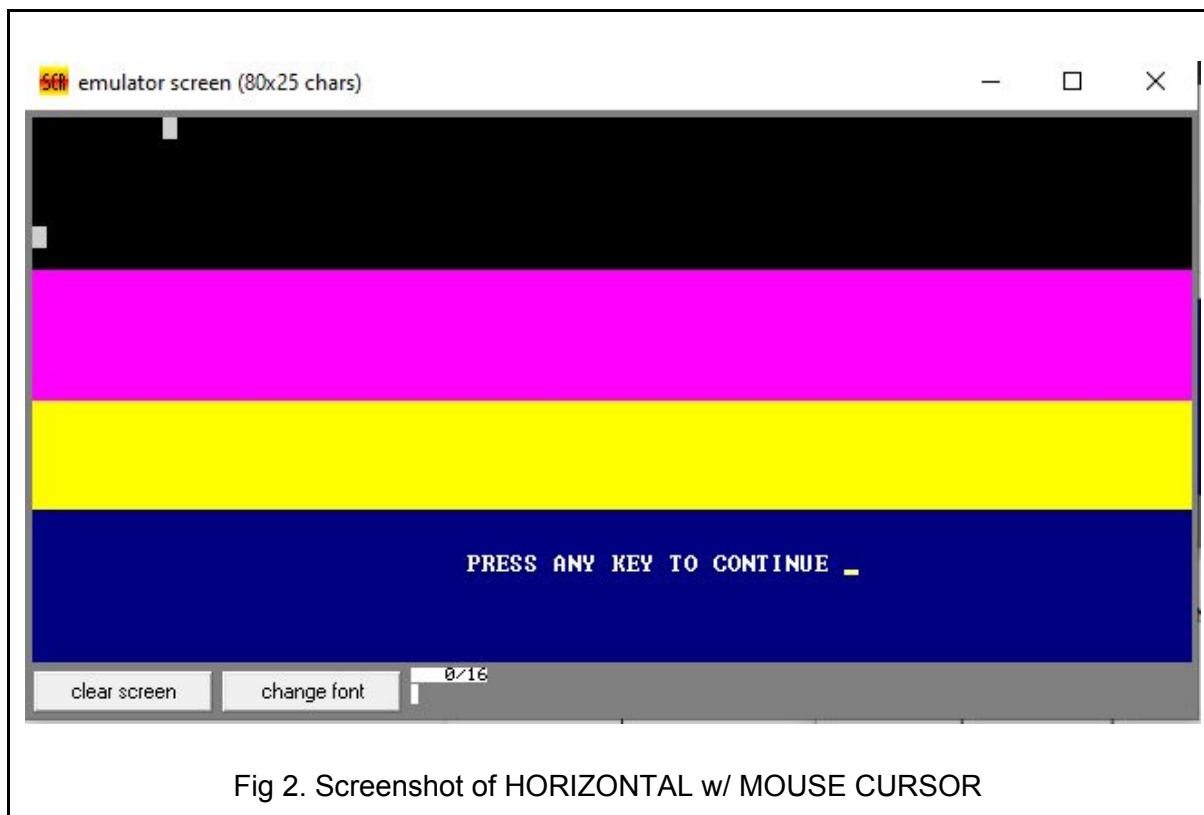 SCR emulator screen (80x25 chars)
PRESS ANY KEY TO CONTINUE _
clear screen
change font
0/16
Fig 2. Screenshot of HORIZONTAL w/ MOUSE CURSOR